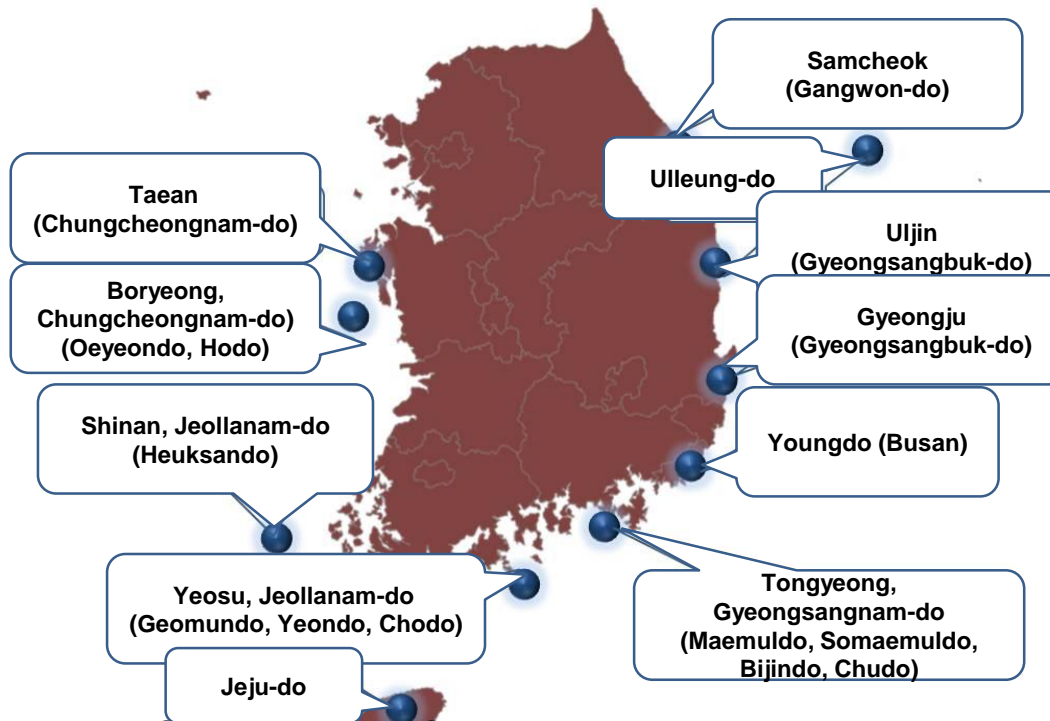 Samcheok
(Gangwon-do)
Ulleung-do
Taean
(Chungcheongnam-do)
Uljin
(Gyeongsangbuk-do)
Boryeong,
Chungcheongnam-do)
(Oeyeondo, Hodo)
Gyeongju
(Gyeongsangbuk-do)
Shinan, Jeollanam-do
(Heuksando)
Youngdo (Busan)
Yeosu, Jeollanam-do
(Geomundo, Yeondo, Chodo)
Tongyeong,
Gyeongsangnam-do
(Maemuldo, Somaemuldo,
Bijindo, Chudo)
Jeju-do